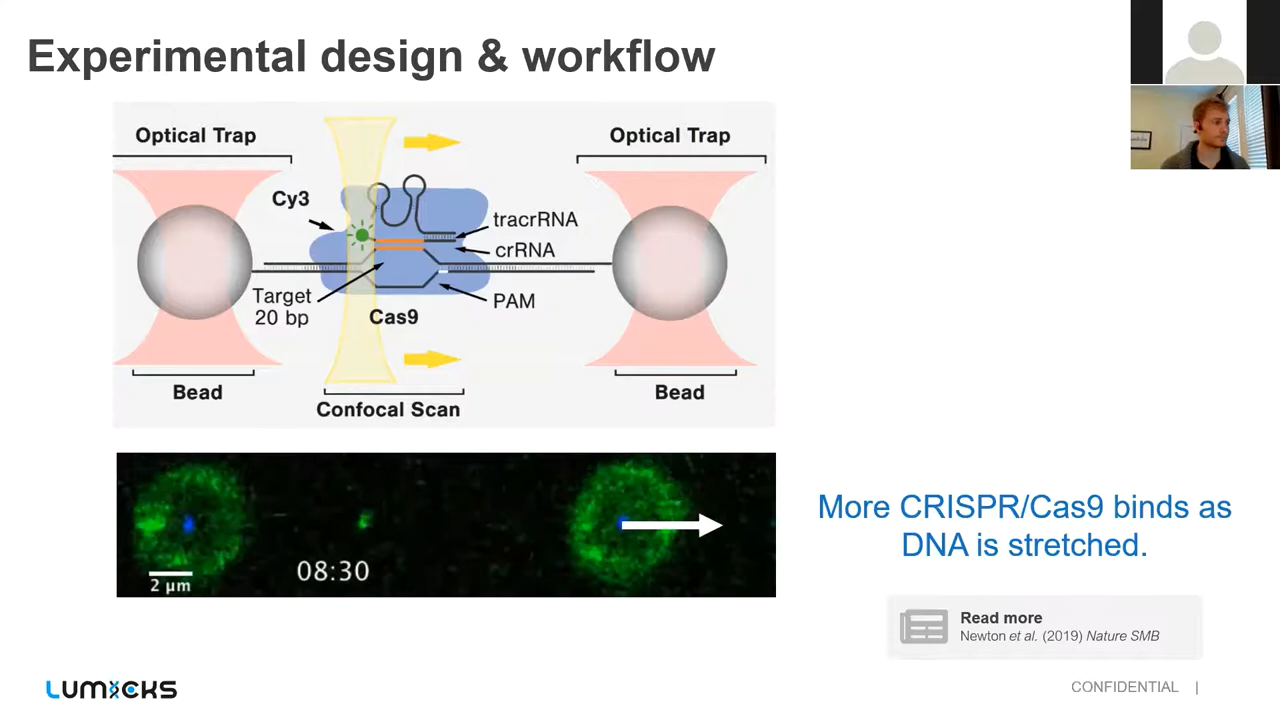 Experimental design & workflow
Optical Trap
Optical Trap
Cy3
tracrRNA
crRNA
Target
20 bp
PAM
Cas9
Bead
Bead
Confocal Scan
08:30
2 μm
More CRISPR/Cas9 binds as
DNA is stretched.
Read more
Newton et al. (2019) Nature SMB
LUMICKS
CONFIDENTIAL |